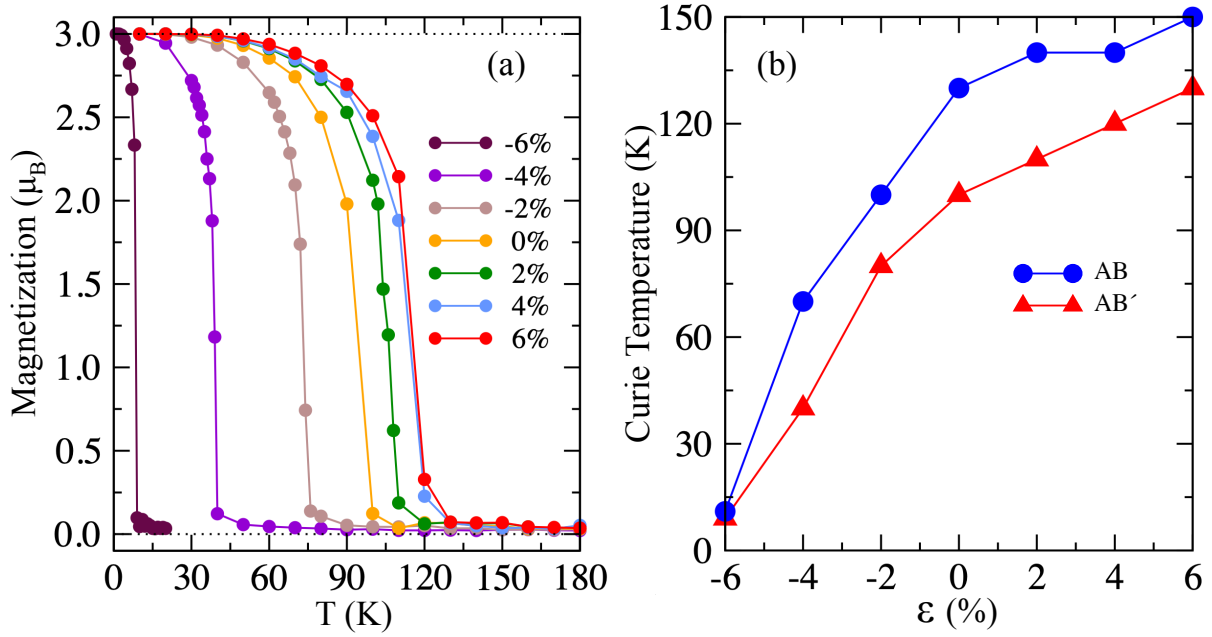 (a)
Magnetization (μB)
3.0
2.5
2.0
1.5
1.0
0.5
0.0
-6%
-4%
-2%
0%
2%
4%
6%
0 30 60 90 120 150 180
T (K)
(b)
Curie Temperature (K)
150
120
90
60
30
0
AB
AB´
-6 -4 -2 0 2 4 6
ε (%)